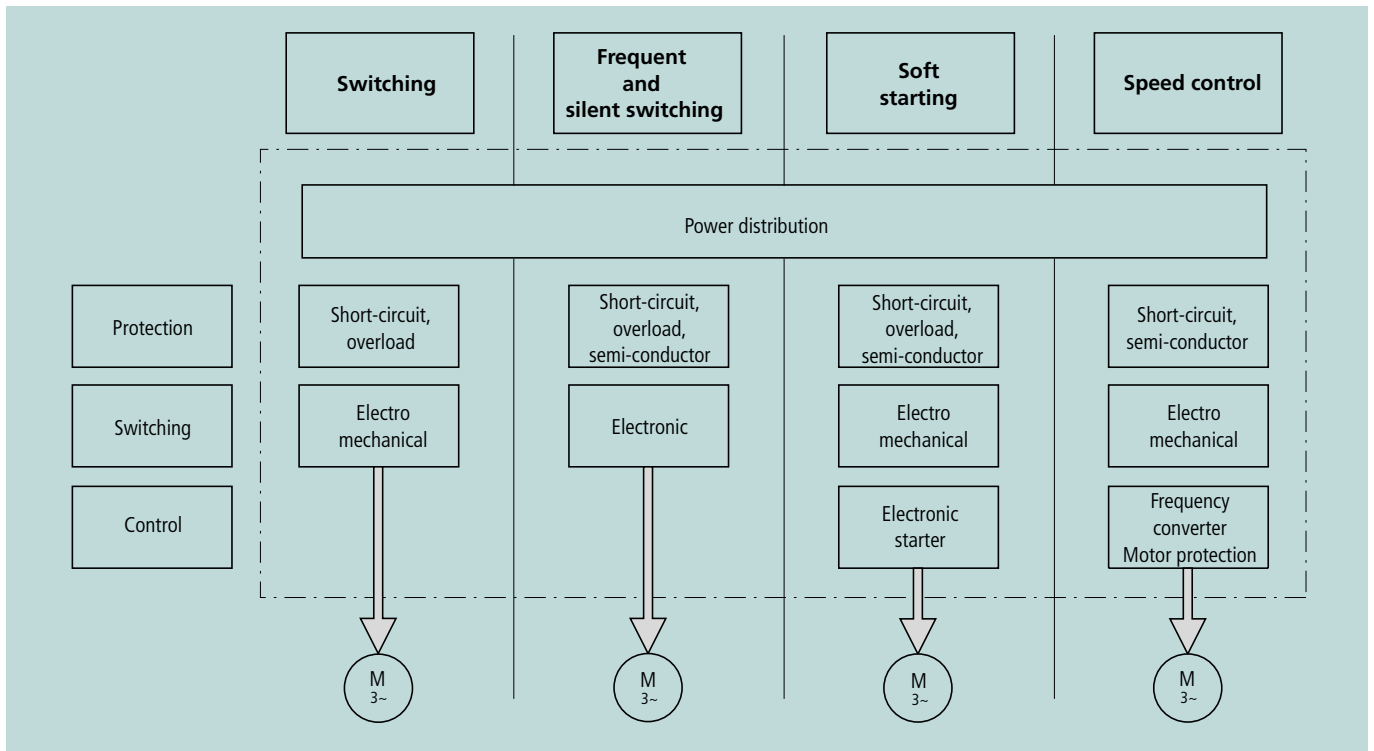 Switching
Frequent
and
silent switching
Soft
starting
Speed control
Power distribution
Protection
Short-circuit,
overload
Short-circuit,
overload,
semi-conductor
Short-circuit,
overload,
semi-conductor
Short-circuit,
semi-conductor
Switching
Electro
mechanical
Electronic
Electro
mechanical
Electro
mechanical
Control
Electronic
starter
Frequency
converter
Motor protection
M
3~
M
3~
M
3~
M
3~